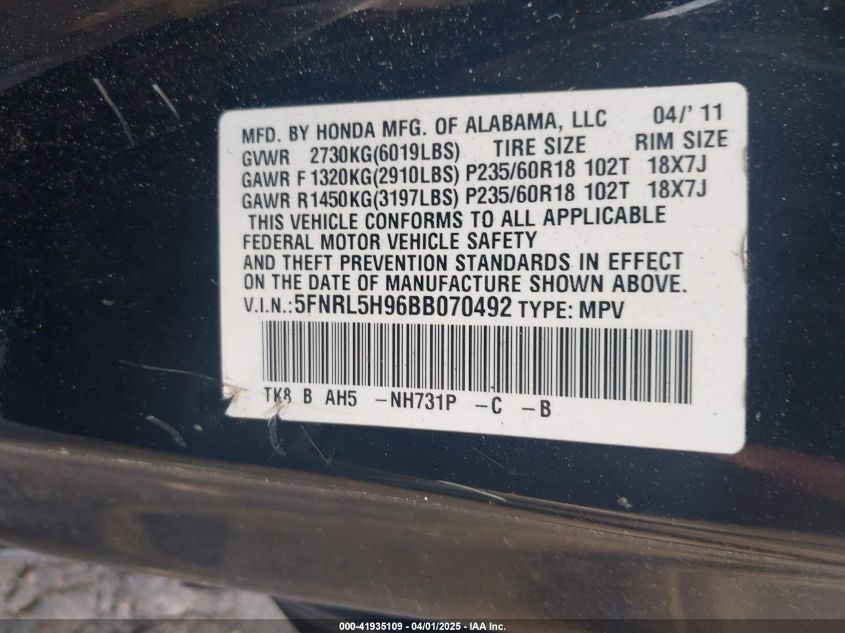 MFD. BY HONDA MFG. OF ALABAMA, LLC 04/' 11
GVWR 2730KG(6019LBS) TIRE SIZE RIM SIZE
GAWR F 1320KG(2910LBS) P235/60R18 102T 18X7J
GAWR R1450KG(3197LBS) P235/60R18 102T 18X7J
THIS VEHICLE CONFORMS TO ALL APPLICABLE
FEDERAL MOTOR VEHICLE SAFETY
AND THEFT PREVENTION STANDARDS IN EFFECT
ON THE DATE OF MANUFACTURE SHOWN ABOVE.
V.I.N.:5FNRL5H96BB070492 TYPE: MPV
TK8 B AH5 -NH731P -C -B
000-41935109 - 04/01/2025 - IAA Inc.